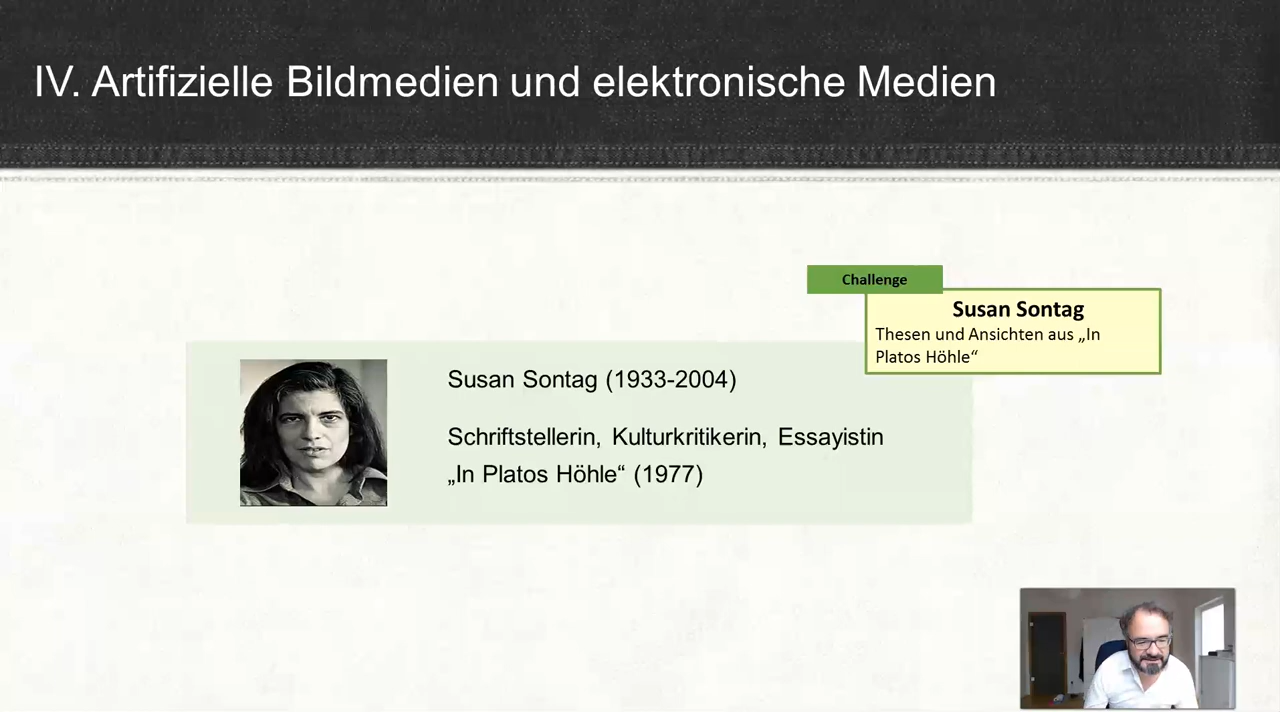 IV. Artifizielle Bildmedien und elektronische Medien
Challenge
Susan Sontag
Thesen und Ansichten aus „In
Platos Höhle“
Susan Sontag (1933-2004)
Schriftstellerin, Kulturkritikerin, Essayistin
„In Platos Höhle“ (1977)